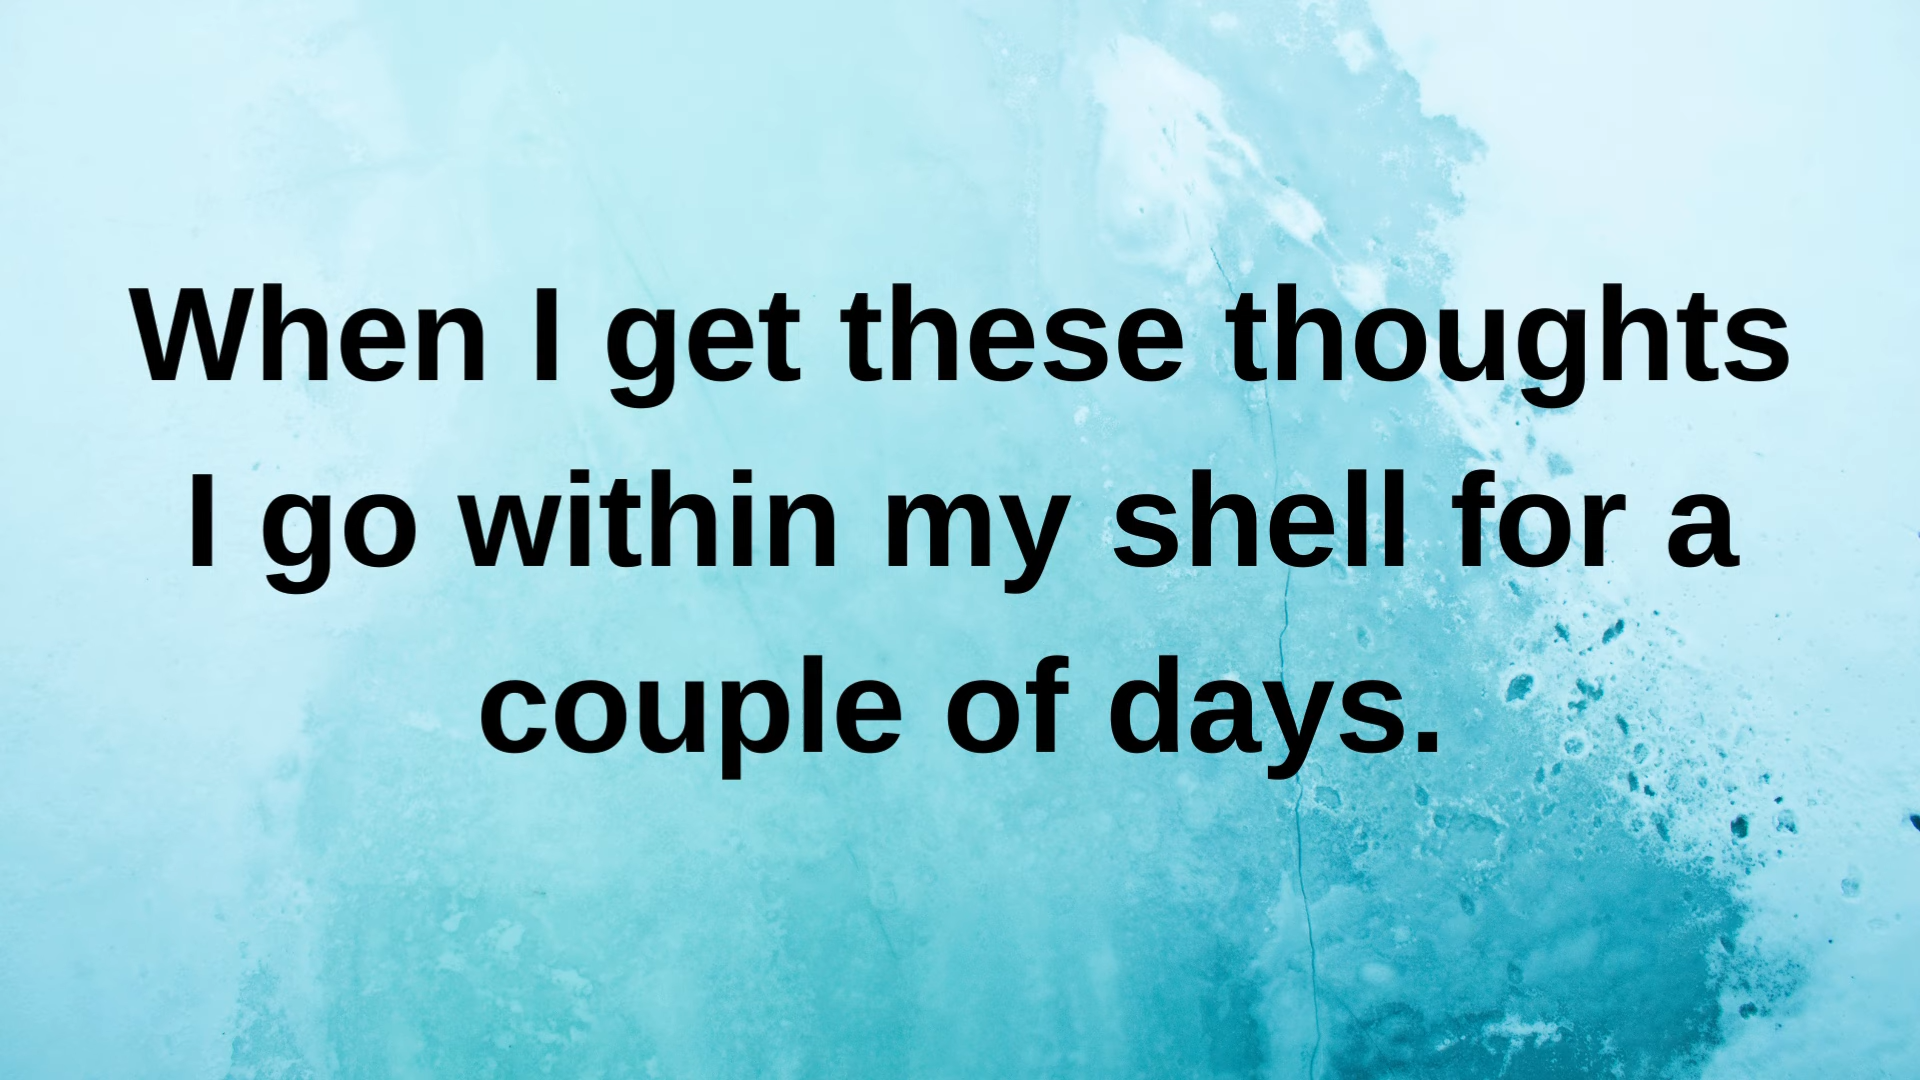 When I get these thoughts
I go within my shell for a
couple of days.